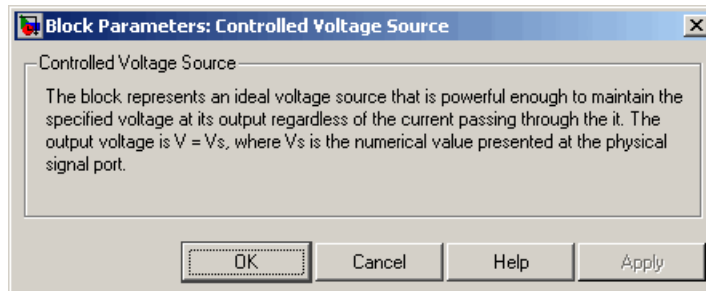 Block Parameters: Controlled Voltage Source
Controlled Voltage Source
The block represents an ideal voltage source that is powerful enough to maintain the
specified voltage at its output regardless of the current passing through the it. The
output voltage is V = Vs, where Vs is the numerical value presented at the physical
signal port.
OK Cancel Help Apply